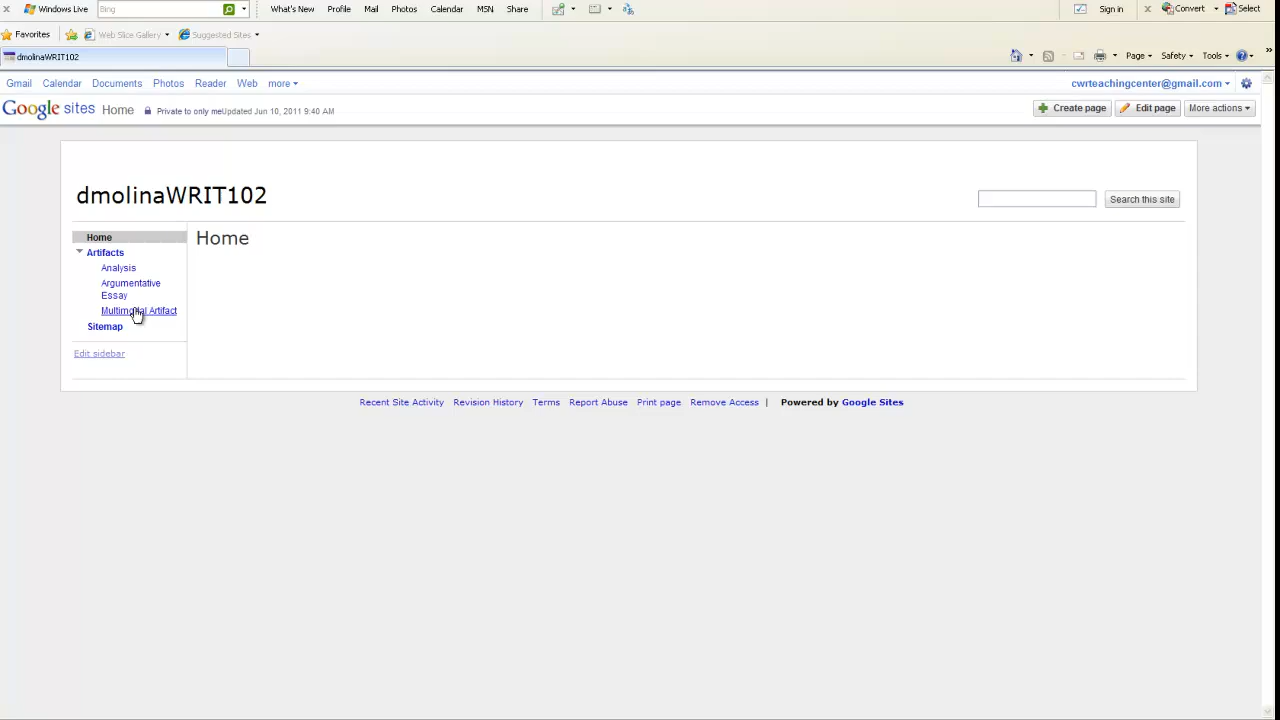 Windows Live Bing What's New Profile Mail Photos Calendar MSN Share Sign in Convert Select
Favorites Web Slice Gallery Suggested Sites
dmolinaWRIT102 Page Safety Tools
Gmail Calendar Documents Photos Reader Web more cwrteachingcenter@gmail.com
Google sites Home Private to only meUpdated Jun 10, 2011 9:40 AM Create page Edit page More actions
dmolinaWRIT102 Search this site
Home Home
Artifacts
Analysis
Argumentative
Essay
Multimodal Artifact
Sitemap
Edit sidebar
Recent Site Activity Revision History Terms Report Abuse Print page Remove Access | Powered by Google Sites